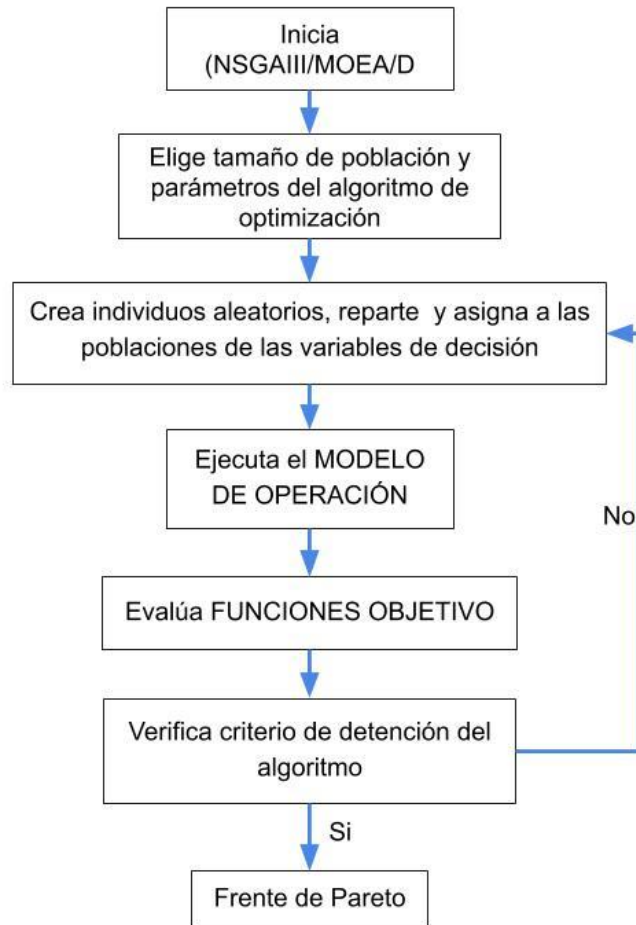 Inicia
(NSGAIII/MOEA/D
Elige tamaño de población y
parámetros del algoritmo de
optimización
Crea individuos aleatorios, reparte  y asigna a las
poblaciones de las variables de decisión
Ejecuta el MODELO
DE OPERACIÓN
No
Evalúa FUNCIONES OBJETIVO
Verifica criterio de detención del
algoritmo
Si
Frente de Pareto